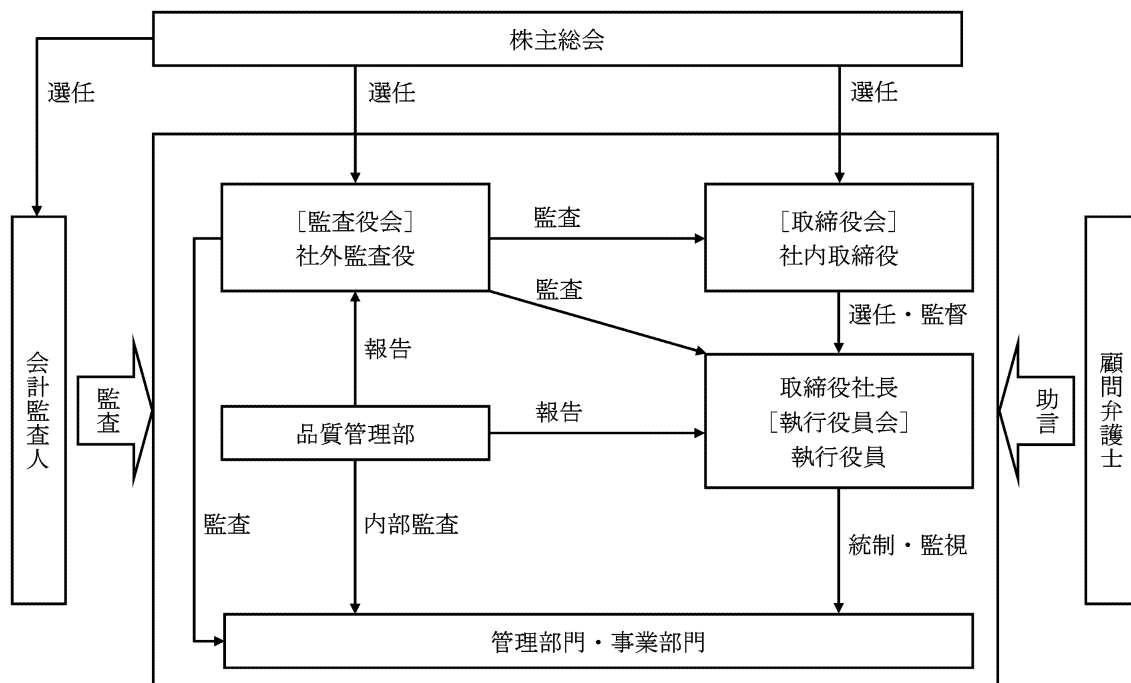 株主総会
選任
選任
選任
[監査役会]
社外監査役
監査
[取締役会]
社内取締役
監査
選任・監督
報告
会計監査人
監査
取締役社長
[執行役員会]
執行役員
助言
顧問弁護士
品質管理部
報告
監査
内部監査
統制・監視
管理部門・事業部門